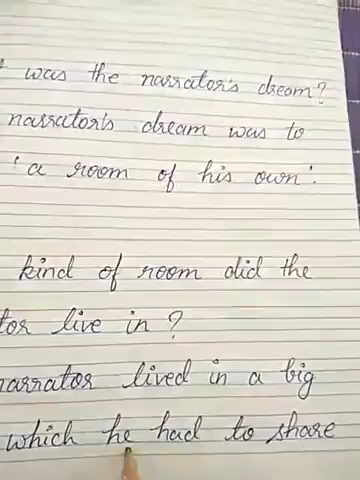 was the narrator's dream?
narrator's dream was to
'a room of his own'.
kind of room did the
tor live in?
narrator lived in a big
which he had to share